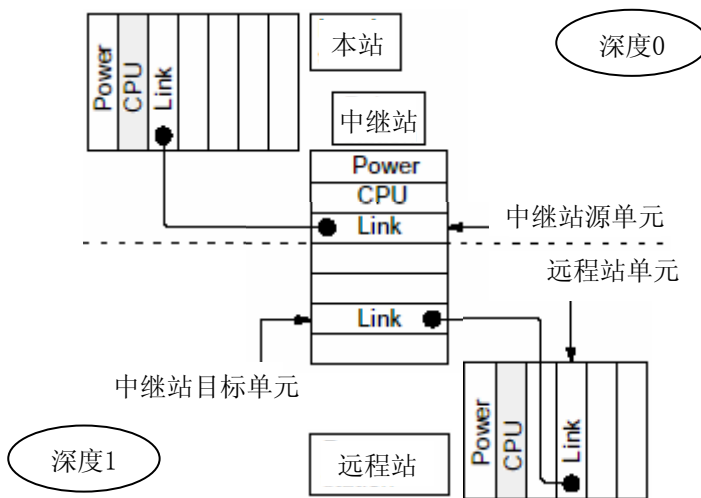 Power
CPU
Link
本站
深度0
中继站
Power
CPU
Link
中继站源单元
远程站单元
Link
中继站目标单元
Power
CPU
Link
深度1
远程站